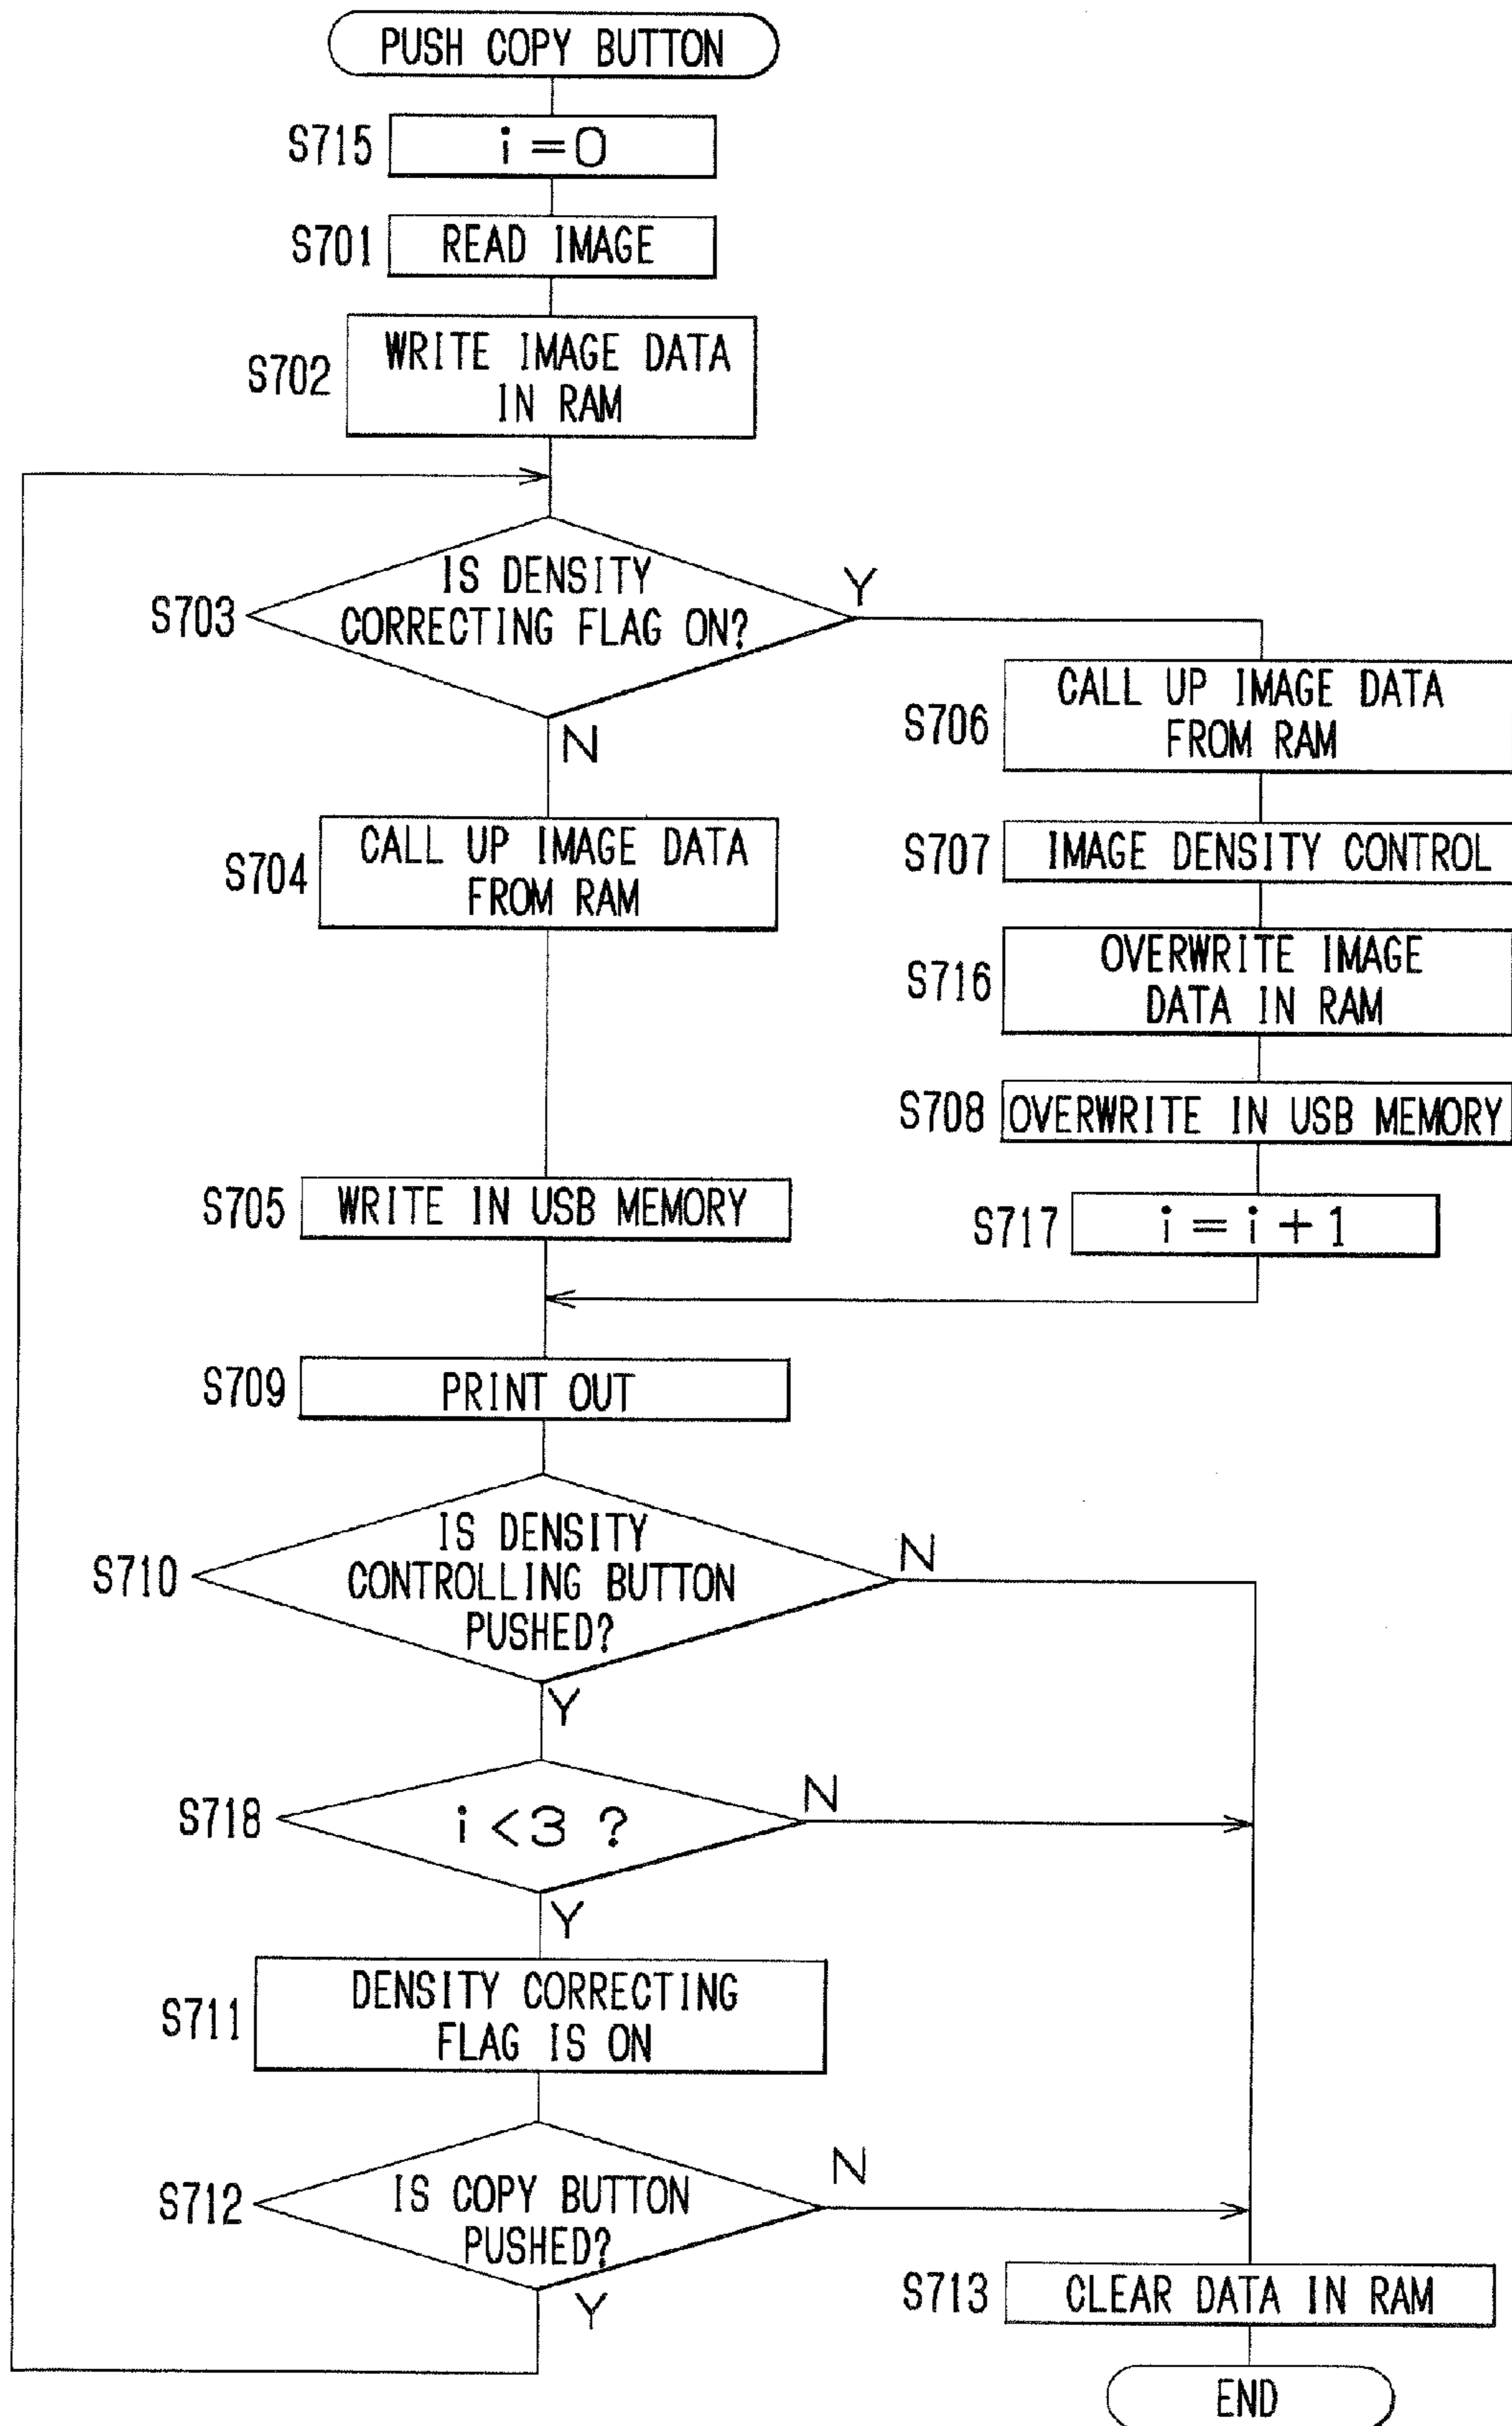 PUSH COPY BUTTON
S715
i = 0
S701
READ IMAGE
S702
WRITE IMAGE DATA
IN RAM
S703
IS DENSITY
CORRECTING FLAG ON?
Y
N
S706
CALL UP IMAGE DATA
FROM RAM
S704
CALL UP IMAGE DATA
FROM RAM
S707
IMAGE DENSITY CONTROL
S716
OVERWRITE IMAGE
DATA IN RAM
S708
OVERWRITE IN USB MEMORY
S705
WRITE IN USB MEMORY
S717
i = i + 1
S709
PRINT OUT
S710
IS DENSITY
CONTROLLING BUTTON
PUSHED?
N
Y
S718
i < 3 ?
N
Y
S711
DENSITY CORRECTING
FLAG IS ON
S712
IS COPY BUTTON
PUSHED?
N
Y
S713
CLEAR DATA IN RAM
END